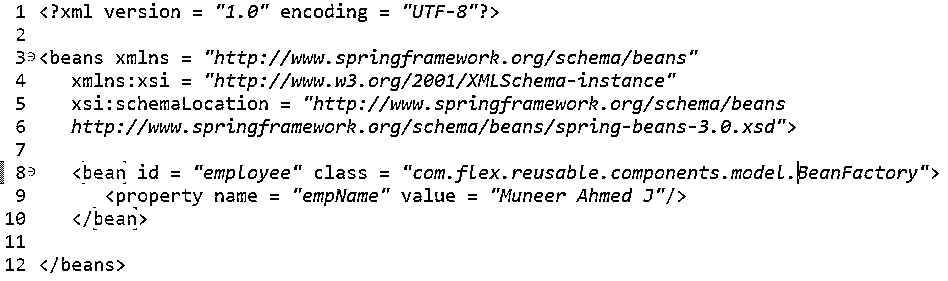 1 <?xml version = "1.0" encoding = "UTF-8"?>
2
3 <beans xmlns = "http://www.springframework.org/schema/beans"
4 xmlns:xsi = "http://www.w3.org/2001/XMLSchema-instance"
5 xsi:schemaLocation = "http://www.springframework.org/schema/beans
6 http://www.springframework.org/schema/beans/spring-beans-3.0.xsd">
7
8 <bean id = "employee" class = "com.flex.reusable.components.model.BeanFactory">
9 <property name = "empName" value = "Muneer Ahmed J"/>
10 </bean>
11
12 </beans>